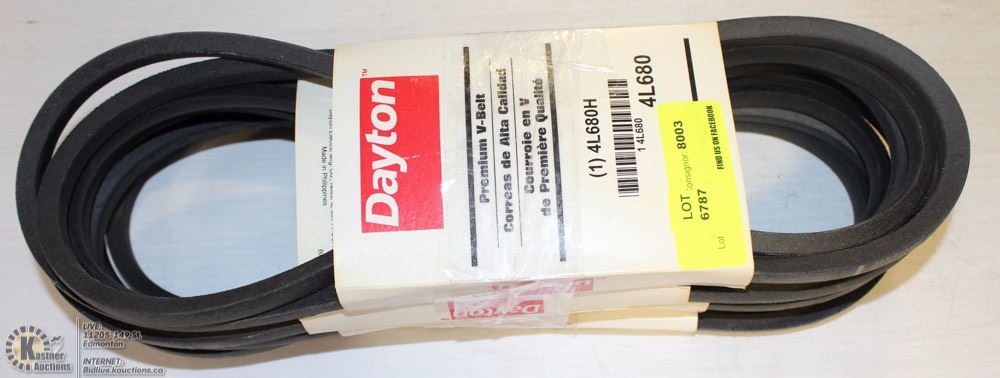 Dayton™
Premium V-Belt
Correas de Alta Calidad
Courroie en V
de Première Qualité
(1) 4L680H
1 4L680
4L680
LOT
consignor: 8003
6787
Lot
FIND US ON FACEBOOK
Made in Philippines
Dayton
Kastner
Auctions
LIVE:
11205-149 St,
Edmonton
INTERNET:
Bidlive.kauctions.ca